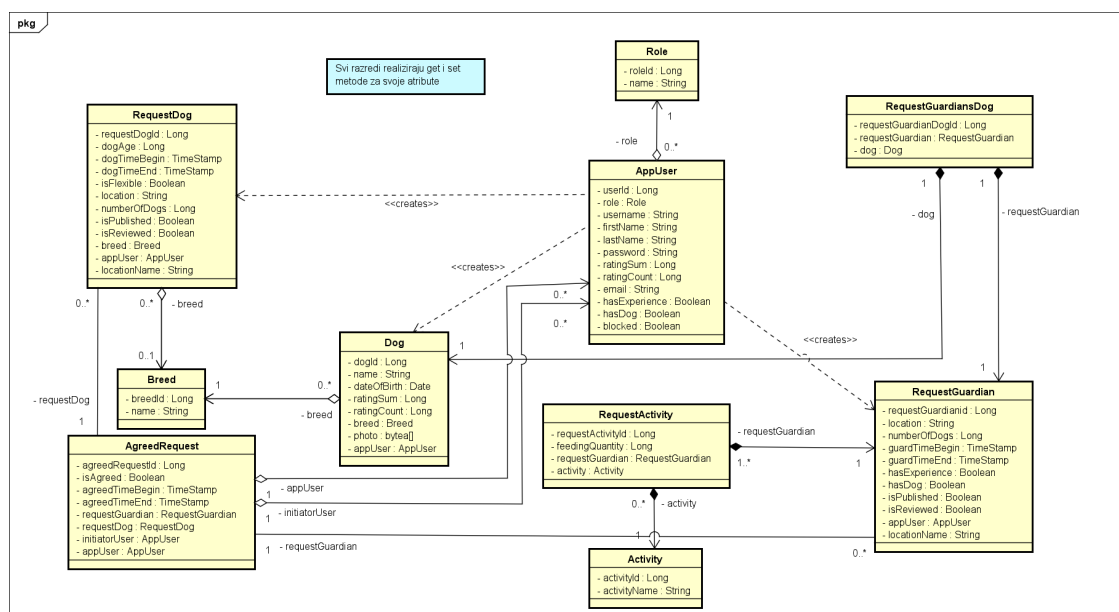 pkg
Svi razredi realiziraju get i set
metode za svoje atribute
Role
- roleId : Long
- name : String
1
- role
0..*
RequestDog
- requestDogId : Long
- dogAge : Long
- dogTimeBegin : TimeStamp
- dogTimeEnd : TimeStamp
- isFlexible : Boolean
- location : String
- numberOfDogs : Long
- isPublished : Boolean
- isReviewed : Boolean
- breed : Breed
- appUser : AppUser
- locationName : String
AppUser
- userId : Long
- role : Role
- username : String
- firstName : String
- lastName : String
- password : String
- ratingSum : Long
- ratingCount : Long
- email : String
- hasExperience : Boolean
- hasDog : Boolean
- blocked : Boolean
RequestGuardiansDog
- requestGuardianDogId : Long
- requestGuardian : RequestGuardian
- dog : Dog
1
1
- dog
- requestGuardian
<<creates>>
<<creates>>
<<creates>>
0..*
0..*
- breed
0..1
0..*
0..*
Breed
- breedId : Long
- name : String
1
0..*
- breed
Dog
- dogId : Long
- name : String
- dateOfBirth : Date
- ratingSum : Long
- ratingCount : Long
- breed : Breed
- photo : bytea[]
- appUser : AppUser
1
1
- requestDog
1
AgreedRequest
- agreedRequestId : Long
- isAgreed : Boolean
- agreedTimeBegin : TimeStamp
- agreedTimeEnd : TimeStamp
- requestGuardian : RequestGuardian
- requestDog : RequestDog
- initiatorUser : AppUser
- appUser : AppUser
1
- appUser
1
- initiatorUser
1
- requestGuardian
0..*
RequestActivity
- requestActivityId : Long
- feedingQuantity : Long
- requestGuardian : RequestGuardian
- activity : Activity
- requestGuardian
1..*
1
0..*
- activity
1
Activity
- activityId : Long
- activityName : String
RequestGuardian
- requestGuardianid : Long
- location : String
- numberOfDogs : Long
- guardTimeBegin : TimeStamp
- guardTimeEnd : TimeStamp
- hasExperience : Boolean
- hasDog : Boolean
- isPublished : Boolean
- isReviewed : Boolean
- appUser : AppUser
- locationName : String